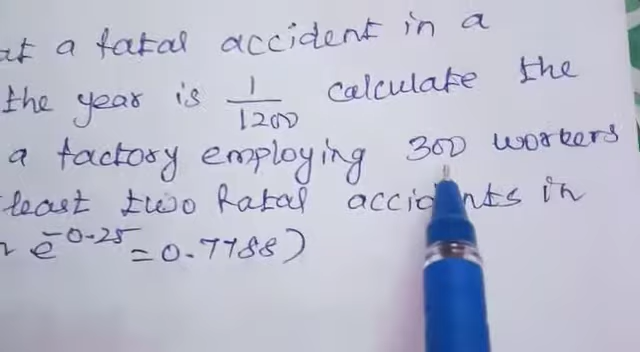 at a fatal accident in a
the year is 1/1200 calculate the
a factory employing 300 workers
least two fatal accidents in
e^-0.25 = 0.7788)